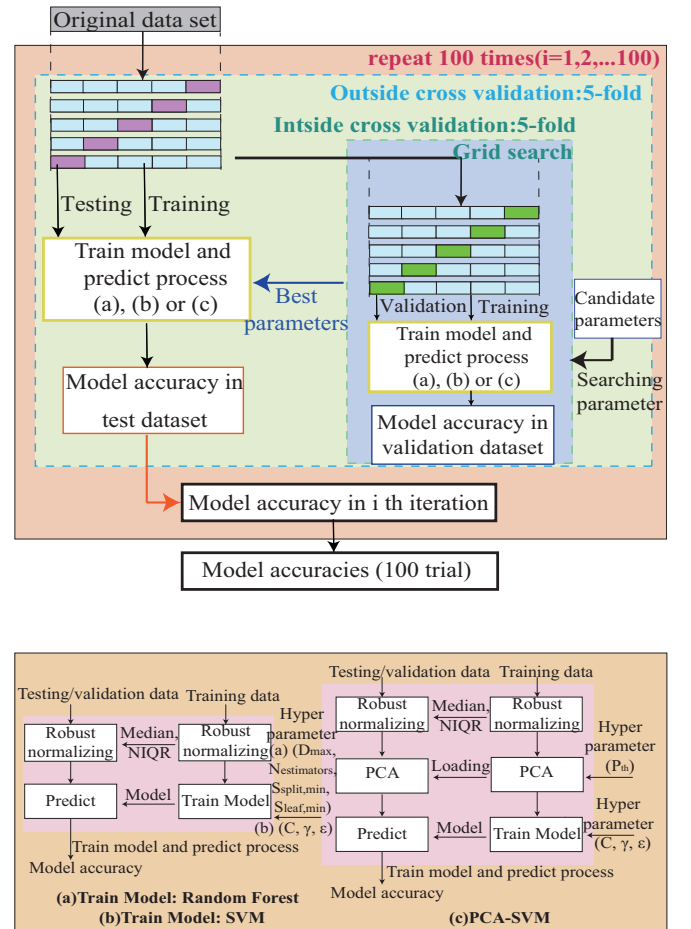 Original data set
repeat 100 times(i=1,2,...100)
Outside cross validation:5-fold
Intside cross validation:5-fold
Grid search
Testing
Training
Train model and
predict process
(a), (b) or (c)
Best
parameters
Validation
Training
Candidate
parameters
Train model and
predict process
(a), (b) or (c)
Searching
parameter
Model accuracy in
test dataset
Model accuracy in
validation dataset
Model accuracy in i th iteration
Model accuracies (100 trial)
Testing/validation data
Training data
Robust
normalizing
Median,
NIQR
Robust
normalizing
Hyper
parameter
(a) (Dmax,
Nestimators,
Ssplit,min,
Sleaf,min)
(b) (C, γ, ε)
Predict
Model
Train Model
Train model and predict process
Model accuracy
(a)Train Model: Random Forest
(b)Train Model: SVM
Testing/validation data
Training data
Robust
normalizing
Median,
NIQR
Robust
normalizing
Hyper
parameter
(Pth)
PCA
Loading
PCA
Hyper
parameter
(C, γ, ε)
Predict
Model
Train Model
Train model and predict process
Model accuracy
(c)PCA-SVM